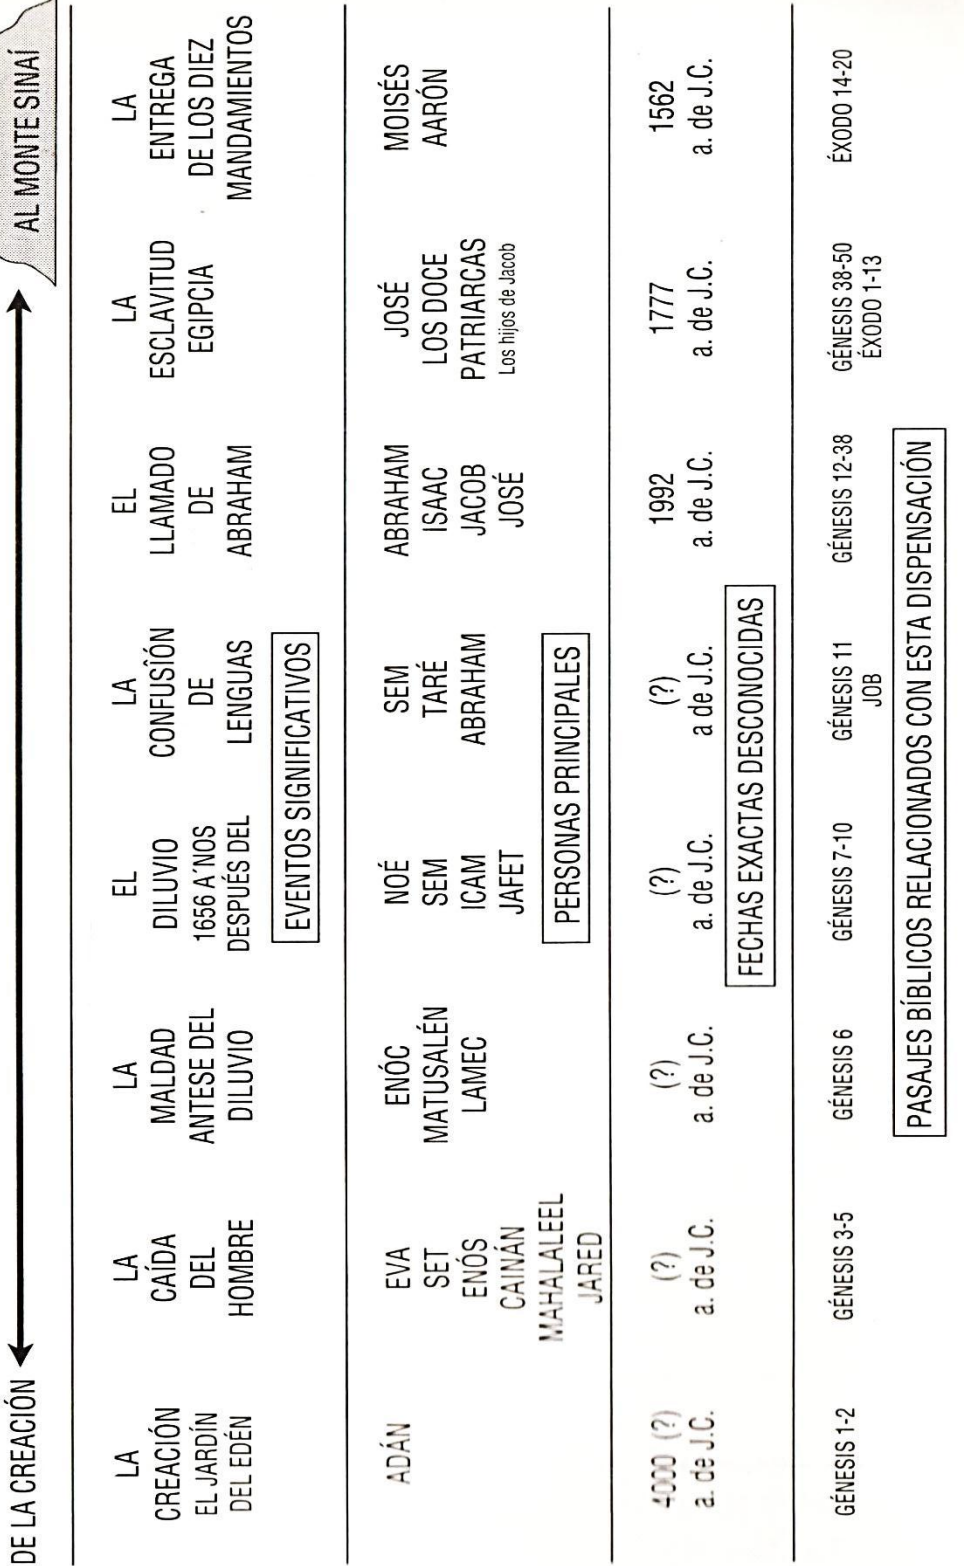 DE LA CREACIÓN
AL MONTE SINAÍ
LA
CREACIÓN
EL JARDÍN
DEL EDÉN
LA
CAÍDA
DEL
HOMBRE
LA
MALDAD
ANTESE DEL
DILUVIO
EL
DILUVIO
1656 A´NOS
DESPUÉS DEL
LA
CONFUSÎÓN
DE
LENGUAS
EL
LLAMADO
DE
ABRAHAM
LA
ESCLAVITUD
EGIPCIA
LA
ENTREGA
DE LOS DIEZ
MANDAMIENTOS
EVENTOS SIGNIFICATIVOS
ADÁN
EVA
SET
ENÓS
CAINÁN
MAHALALEEL
JARED
ENÓC
MATUSALÉN
LAMEC
NOÉ
SEM
ICAM
JAFET
SEM
TARÉ
ABRAHAM
ABRAHAM
ISAAC
JACOB
JOSÉ
JOSÉ
LOS DOCE
PATRIARCAS
Los hijos de Jacob
MOISÉS
AARÓN
PERSONAS PRINCIPALES
4000 (?)
a. de J.C.
(?)
a. de J.C.
(?)
a. de J.C.
(?)
a. de J.C.
(?)
a de J.C.
1992
a. de J.C.
1777
a. de J.C.
1562
a. de J.C.
FECHAS EXACTAS DESCONOCIDAS
GÉNESIS 1-2
GÉNESIS 3-5
GÉNESIS 6
GÉNESIS 7-10
GÉNESIS 11
JOB
GÉNESIS 12-38
GÉNESIS 38-50
ÉXODO 1-13
ÉXODO 14-20
PASAJES BÍBLICOS RELACIONADOS CON ESTA DISPENSACIÓN